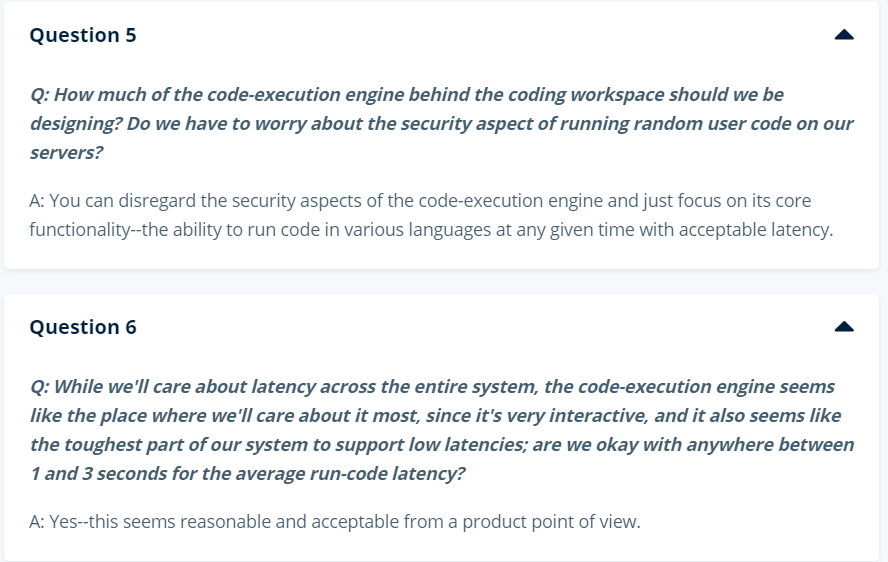 Question 5
Q: How much of the code-execution engine behind the coding workspace should we be
designing? Do we have to worry about the security aspect of running random user code on our
servers?
A: You can disregard the security aspects of the code-execution engine and just focus on its core
functionality--the ability to run code in various languages at any given time with acceptable latency.
Question 6
Q: While we'll care about latency across the entire system, the code-execution engine seems
like the place where we'll care about it most, since it's very interactive, and it also seems like
the toughest part of our system to support low latencies; are we okay with anywhere between
1 and 3 seconds for the average run-code latency?
A: Yes--this seems reasonable and acceptable from a product point of view.